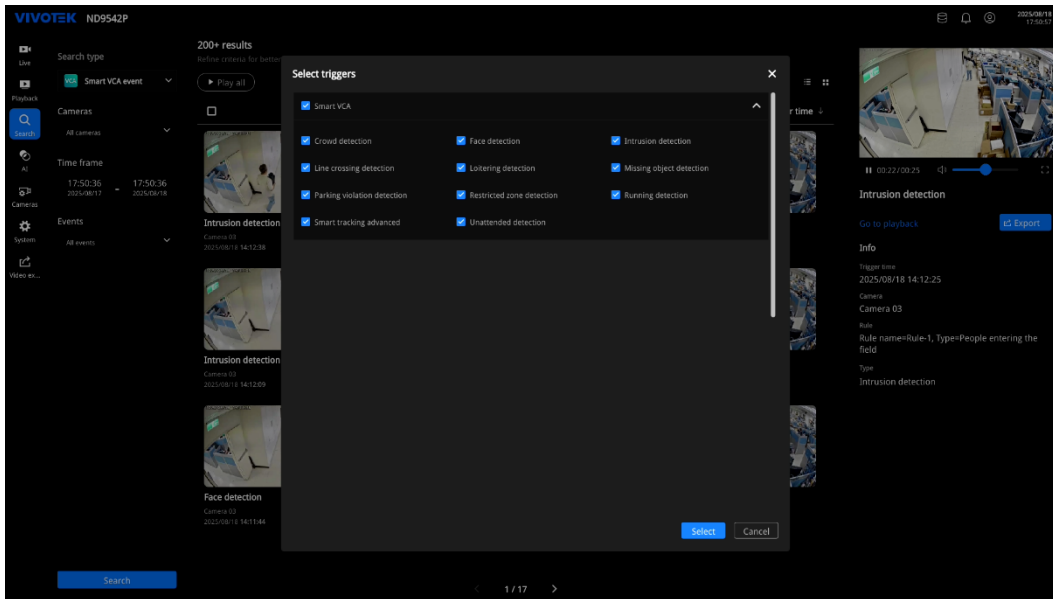 VIVOTEK ND9542P
2025/08/18
17:50:57
Live
Playback
Search
AI
Cameras
System
Video ex...
Search type
VCA Smart VCA event
Cameras
All cameras
Time frame
17:50:36 - 17:50:36
2025/08/17 2025/08/18
Events
All events
Search
200+ results
Refine criteria for better
Play all
r time ↓
Intrusion detection
Camera 03
2025/08/18 14:12:38
Intrusion detection
Camera 03
2025/08/18 14:12:09
Face detection
Camera 03
2025/08/18 14:11:44
1 / 17
Select triggers
Smart VCA
Crowd detection Face detection Intrusion detection
Line crossing detection Loitering detection Missing object detection
Parking violation detection Restricted zone detection Running detection
Smart tracking advanced Unattended detection
Select Cancel
00:22/00:25
Intrusion detection
Go to playback Export
Info
Trigger time
2025/08/18 14:12:25
Camera
Camera 03
Rule
Rule name=Rule-1, Type=People entering the
field
Type
Intrusion detection